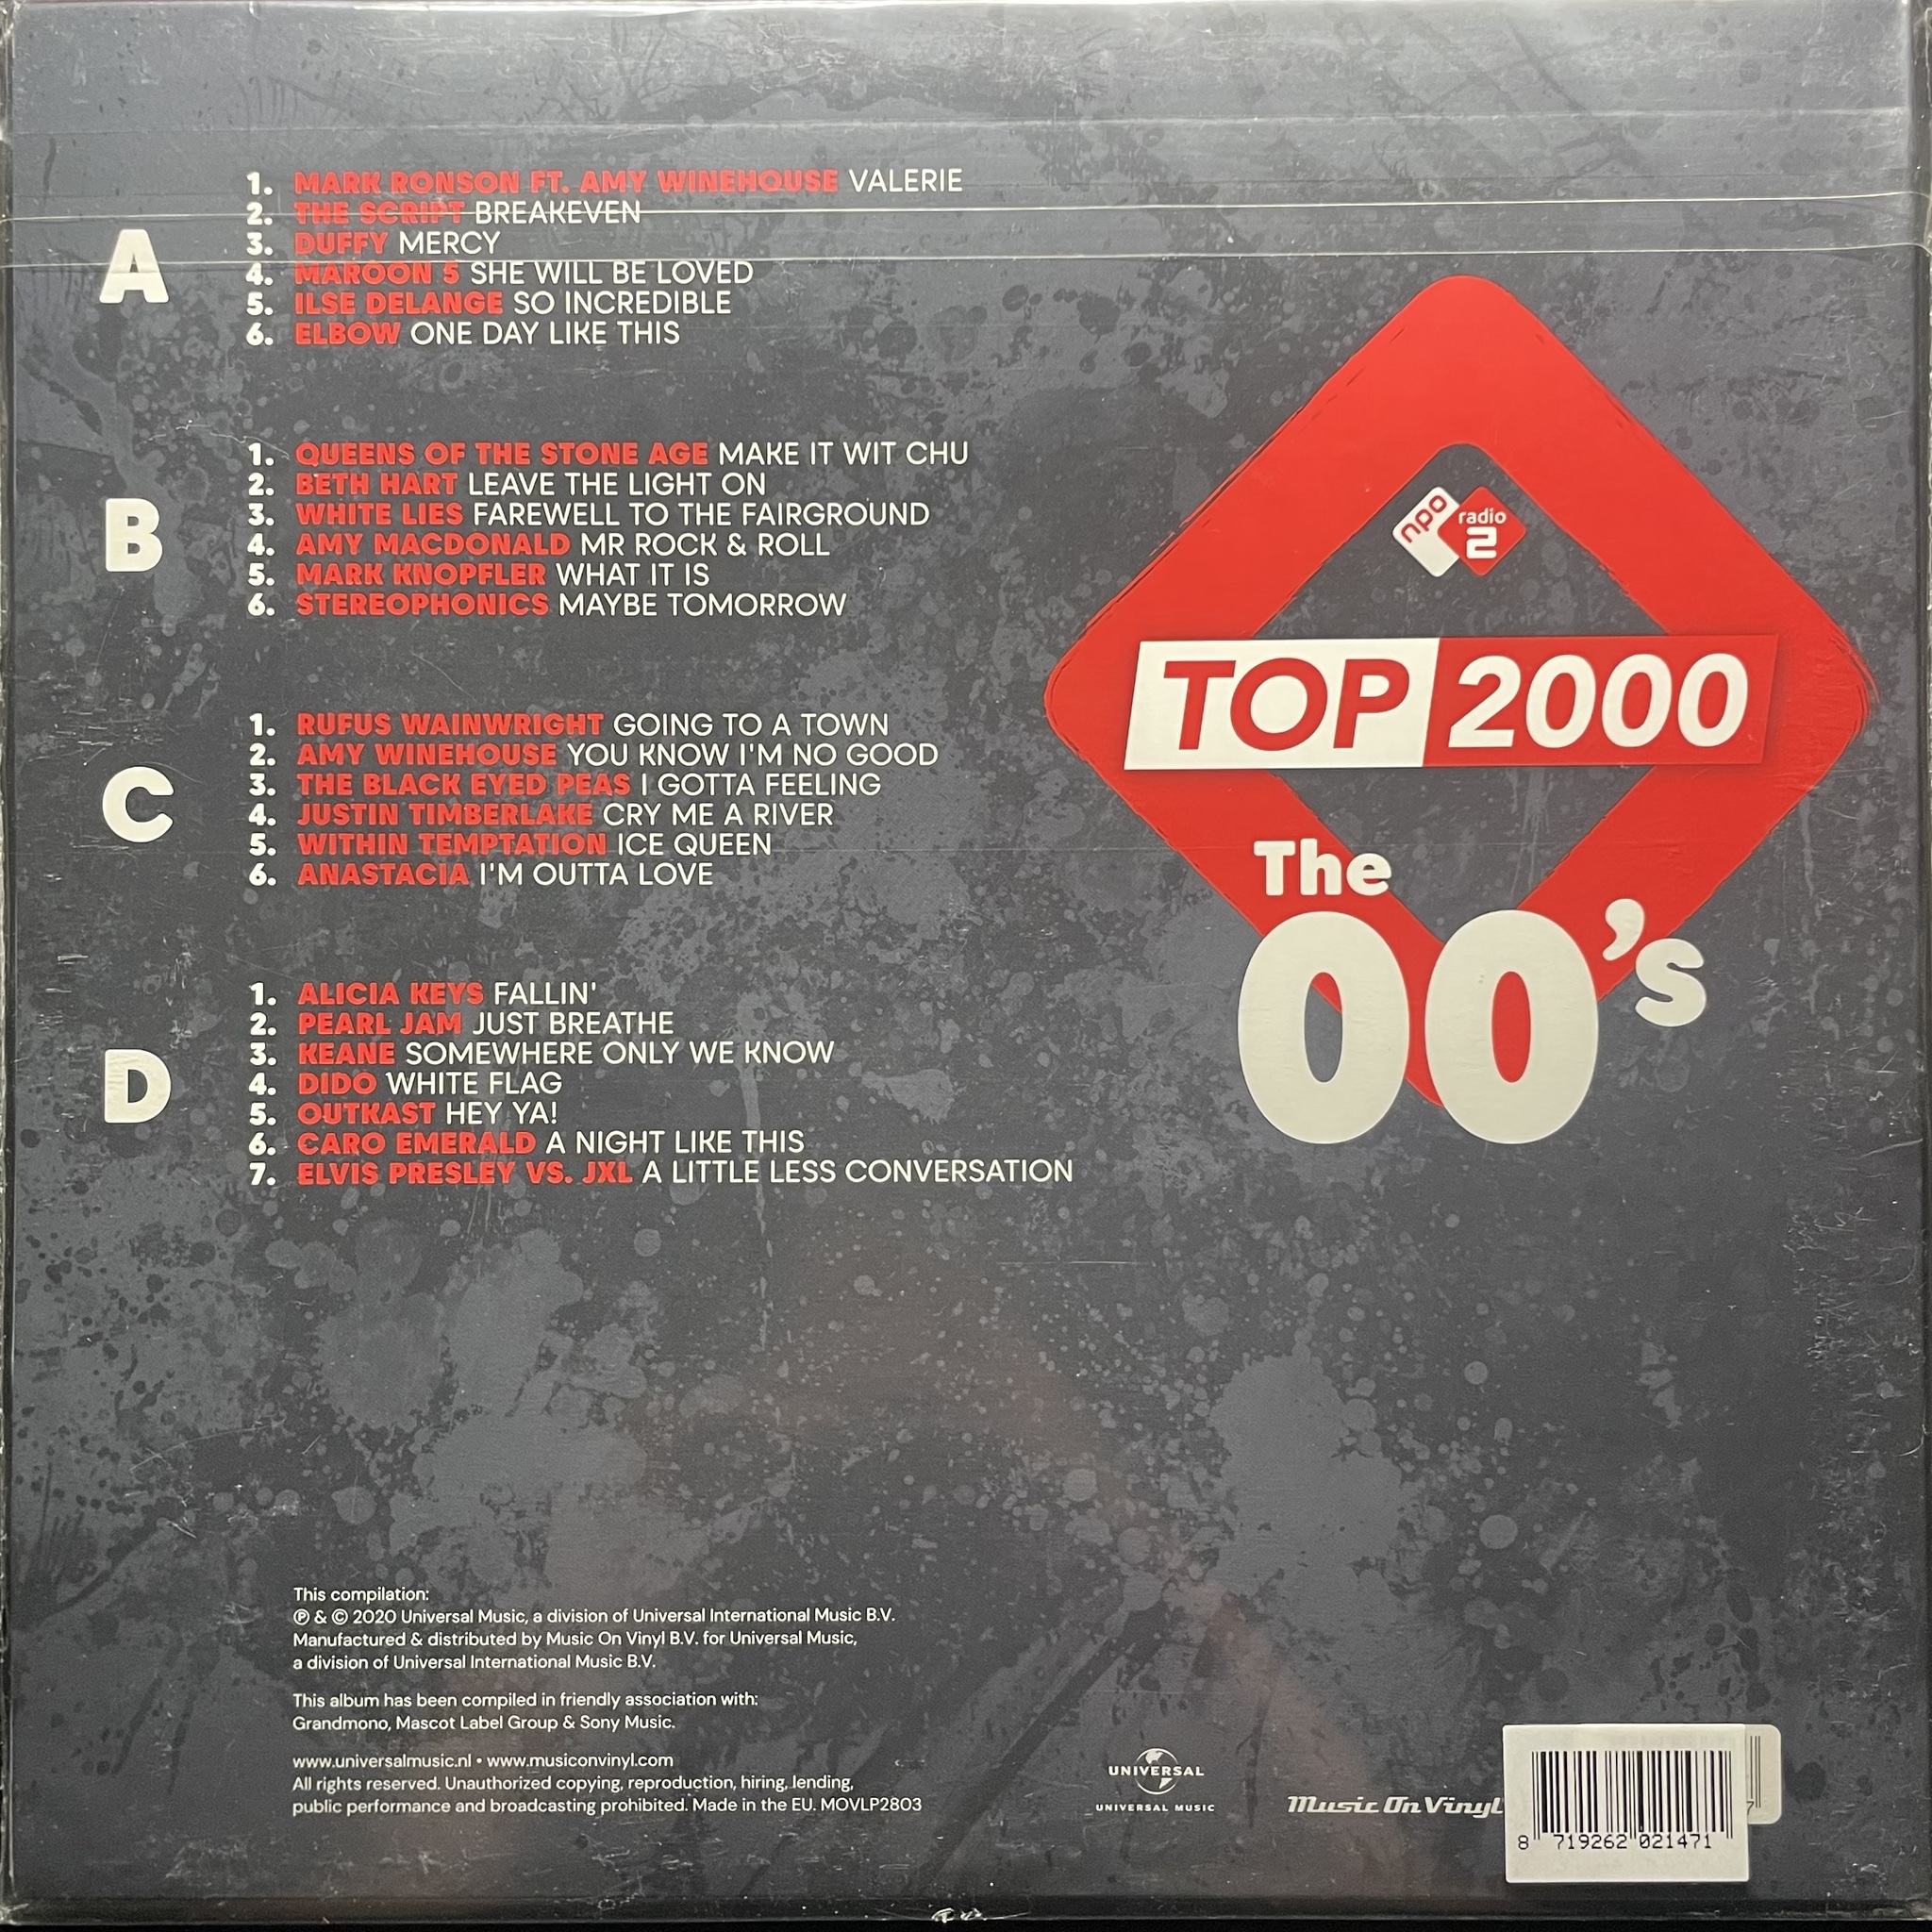 A
1. MARK RONSON FT. AMY WINEHOUSE VALERIE
2. THE SCRIPT BREAKEVEN
3. DUFFY MERCY
4. MAROON 5 SHE WILL BE LOVED
5. ILSE DELANGE SO INCREDIBLE
6. ELBOW ONE DAY LIKE THIS
B
1. QUEENS OF THE STONE AGE MAKE IT WIT CHU
2. BETH HART LEAVE THE LIGHT ON
3. WHITE LIES FAREWELL TO THE FAIRGROUND
4. AMY MACDONALD MR ROCK & ROLL
5. MARK KNOPFLER WHAT IT IS
6. STEREOPHONICS MAYBE TOMORROW
C
1. RUFUS WAINWRIGHT GOING TO A TOWN
2. AMY WINEHOUSE YOU KNOW I'M NO GOOD
3. THE BLACK EYED PEAS I GOTTA FEELING
4. JUSTIN TIMBERLAKE CRY ME A RIVER
5. WITHIN TEMPTATION ICE QUEEN
6. ANASTACIA I'M OUTTA LOVE
D
1. ALICIA KEYS FALLIN'
2. PEARL JAM JUST BREATHE
3. KEANE SOMEWHERE ONLY WE KNOW
4. DIDO WHITE FLAG
5. OUTKAST HEY YA!
6. CARO EMERALD A NIGHT LIKE THIS
7. ELVIS PRESLEY VS. JXL A LITTLE LESS CONVERSATION
npo radio
2
TOP 2000
The
00's
This compilation:
℗ & © 2020 Universal Music, a division of Universal International Music B.V.
Manufactured & distributed by Music On Vinyl B.V. for Universal Music,
a division of Universal International Music B.V.
This album has been compiled in friendly association with:
Grandmono, Mascot Label Group & Sony Music.
www.universalmusic.nl • www.musiconvinyl.com
All rights reserved. Unauthorized copying, reproduction, hiring, lending,
public performance and broadcasting prohibited. Made in the EU. MOVLP2803
UNIVERSAL
UNIVERSAL MUSIC
Music On Vinyl
7
8 719262 021471